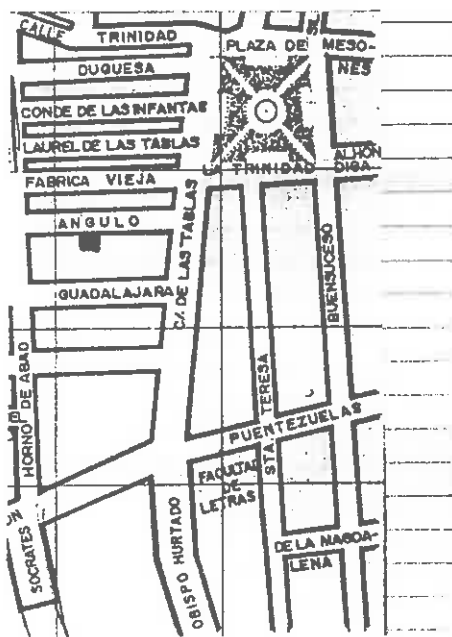 CALLE
TRINIDAD
PLAZA DE MESO-
NES
DUQUESA
CONDE DE LAS INFANTAS
LAUREL DE LAS TABLAS
LA TRINIDAD
ALHON
DIGA
FABRICA VIEJA
ANGULO
C/. DE LAS TABLAS
BUENSUCESO
GUADALAJARA
HORNO DE ABAD
STA TERESA
PUENTEZUELAS
FACULTAD
DE
LETRAS
SOCRATES
OBISPO HURTADO
DE LA MAGDA-
LENA